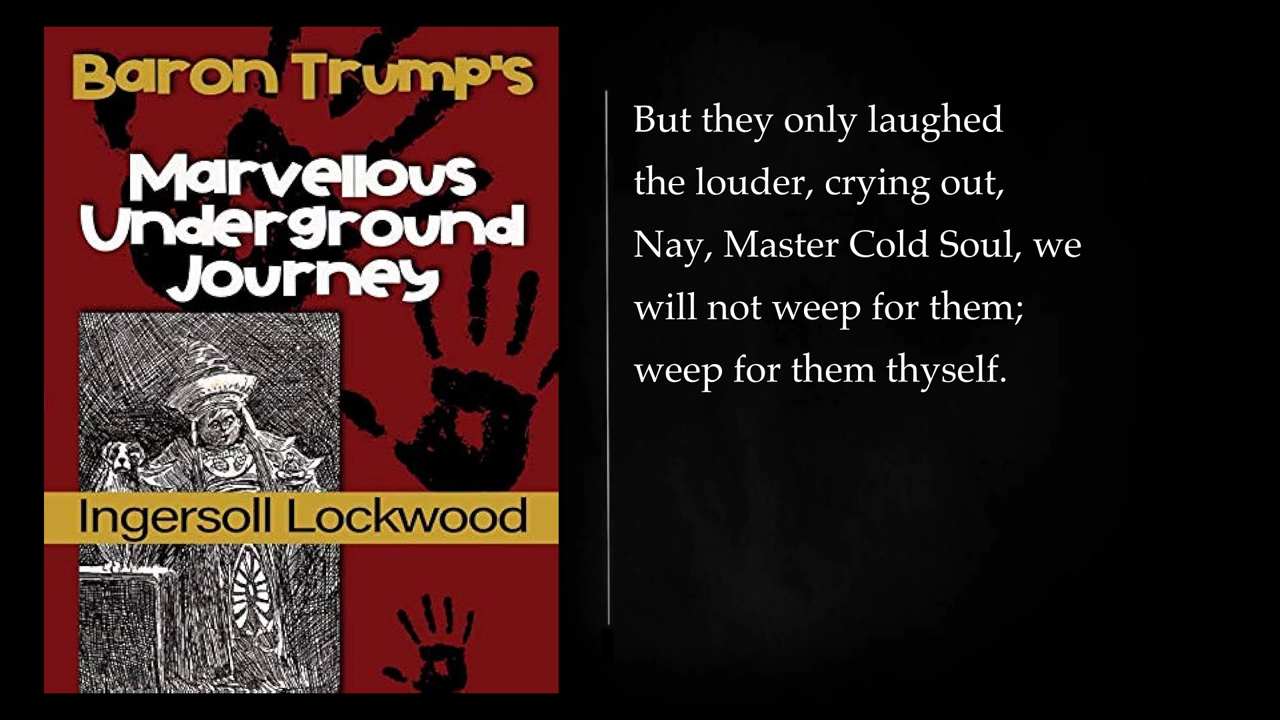 Baron Trump's
Marvellous
Underground
Journey
Ingersoll Lockwood
But they only laughed
the louder, crying out,
Nay, Master Cold Soul, we
will not weep for them;
weep for them thyself.